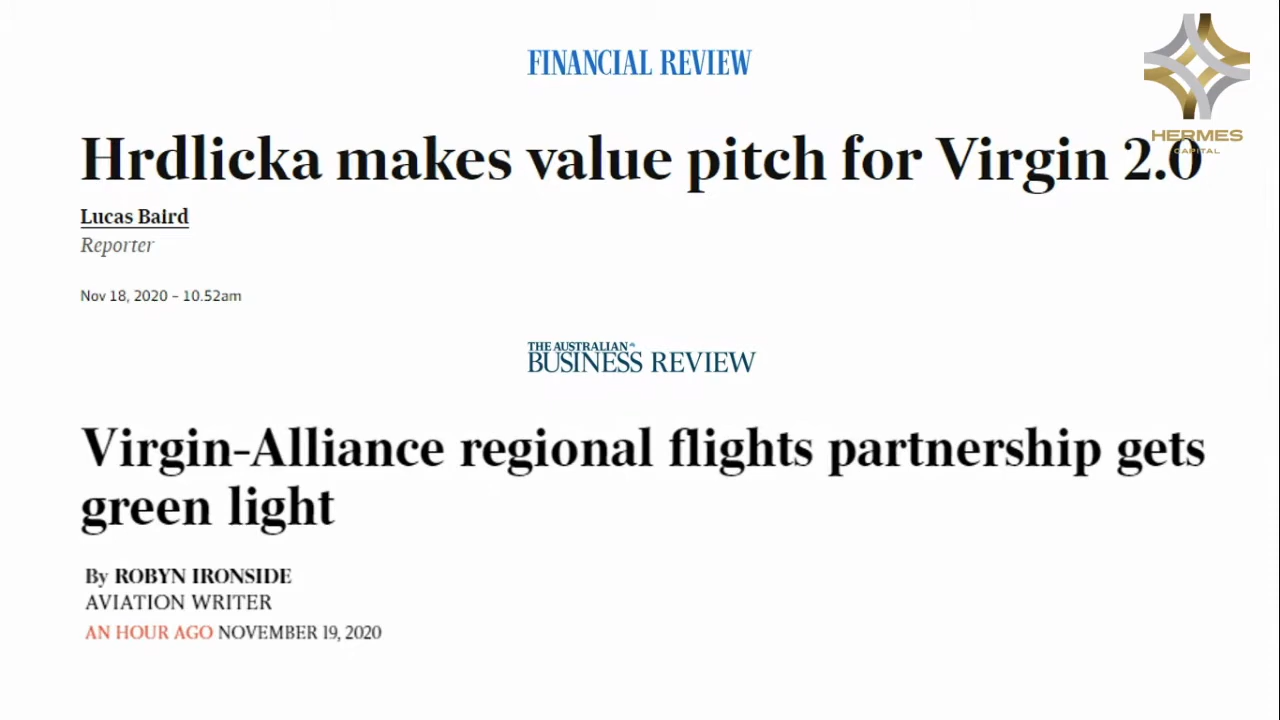 FINANCIAL REVIEW
HERMES
CAPITAL
Hrdlicka makes value pitch for Virgin 2.0
Lucas Baird
Reporter
Nov 18, 2020 – 10.52am
THE AUSTRALIAN
BUSINESS REVIEW
Virgin-Alliance regional flights partnership gets
green light
By ROBYN IRONSIDE
AVIATION WRITER
AN HOUR AGO NOVEMBER 19, 2020